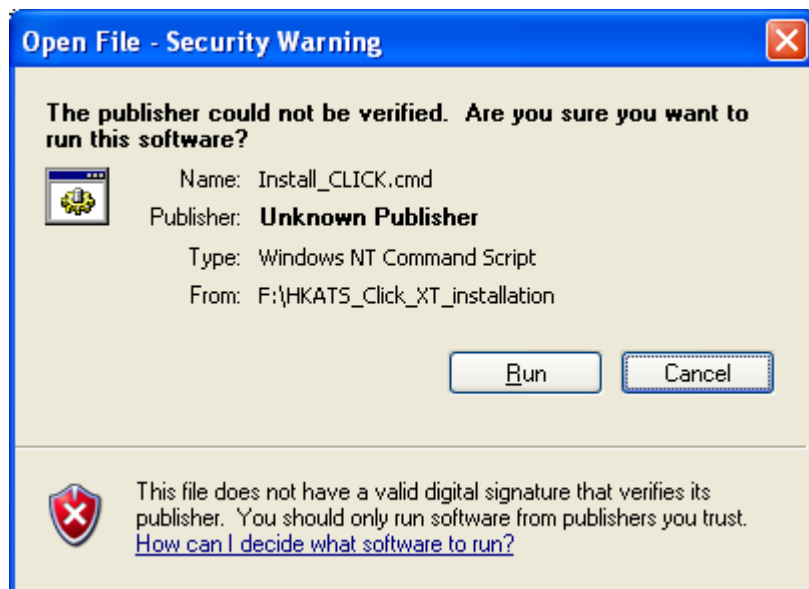 Open File - Security Warning
The publisher could not be verified.  Are you sure you want to
run this software?
Name: Install_CLICK.cmd
Publisher: Unknown Publisher
Type: Windows NT Command Script
From: F:\HKATS_Click_XT_installation
Run Cancel
This file does not have a valid digital signature that verifies its
publisher.  You should only run software from publishers you trust.
How can I decide what software to run?